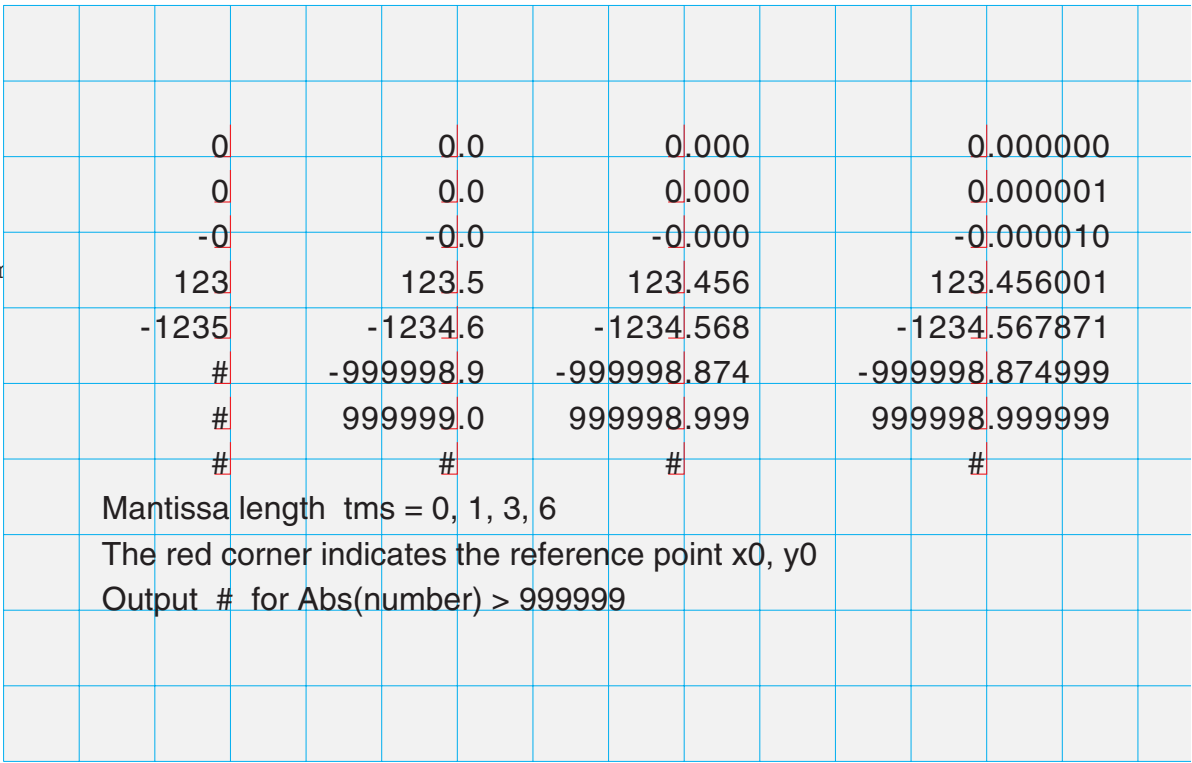 0 0.0 0.000 0.000000
0 0.0 0.000 0.000001
-0 -0.0 -0.000 -0.000010
123 123.5 123.456 123.456001
-1235 -1234.6 -1234.568 -1234.567871
# -999998.9 -999998.874 -999998.874999
# 999999.0 999998.999 999998.999999
# # # #
Mantissa length tms = 0, 1, 3, 6
The red corner indicates the reference point x0, y0
Output # for Abs(number) > 999999